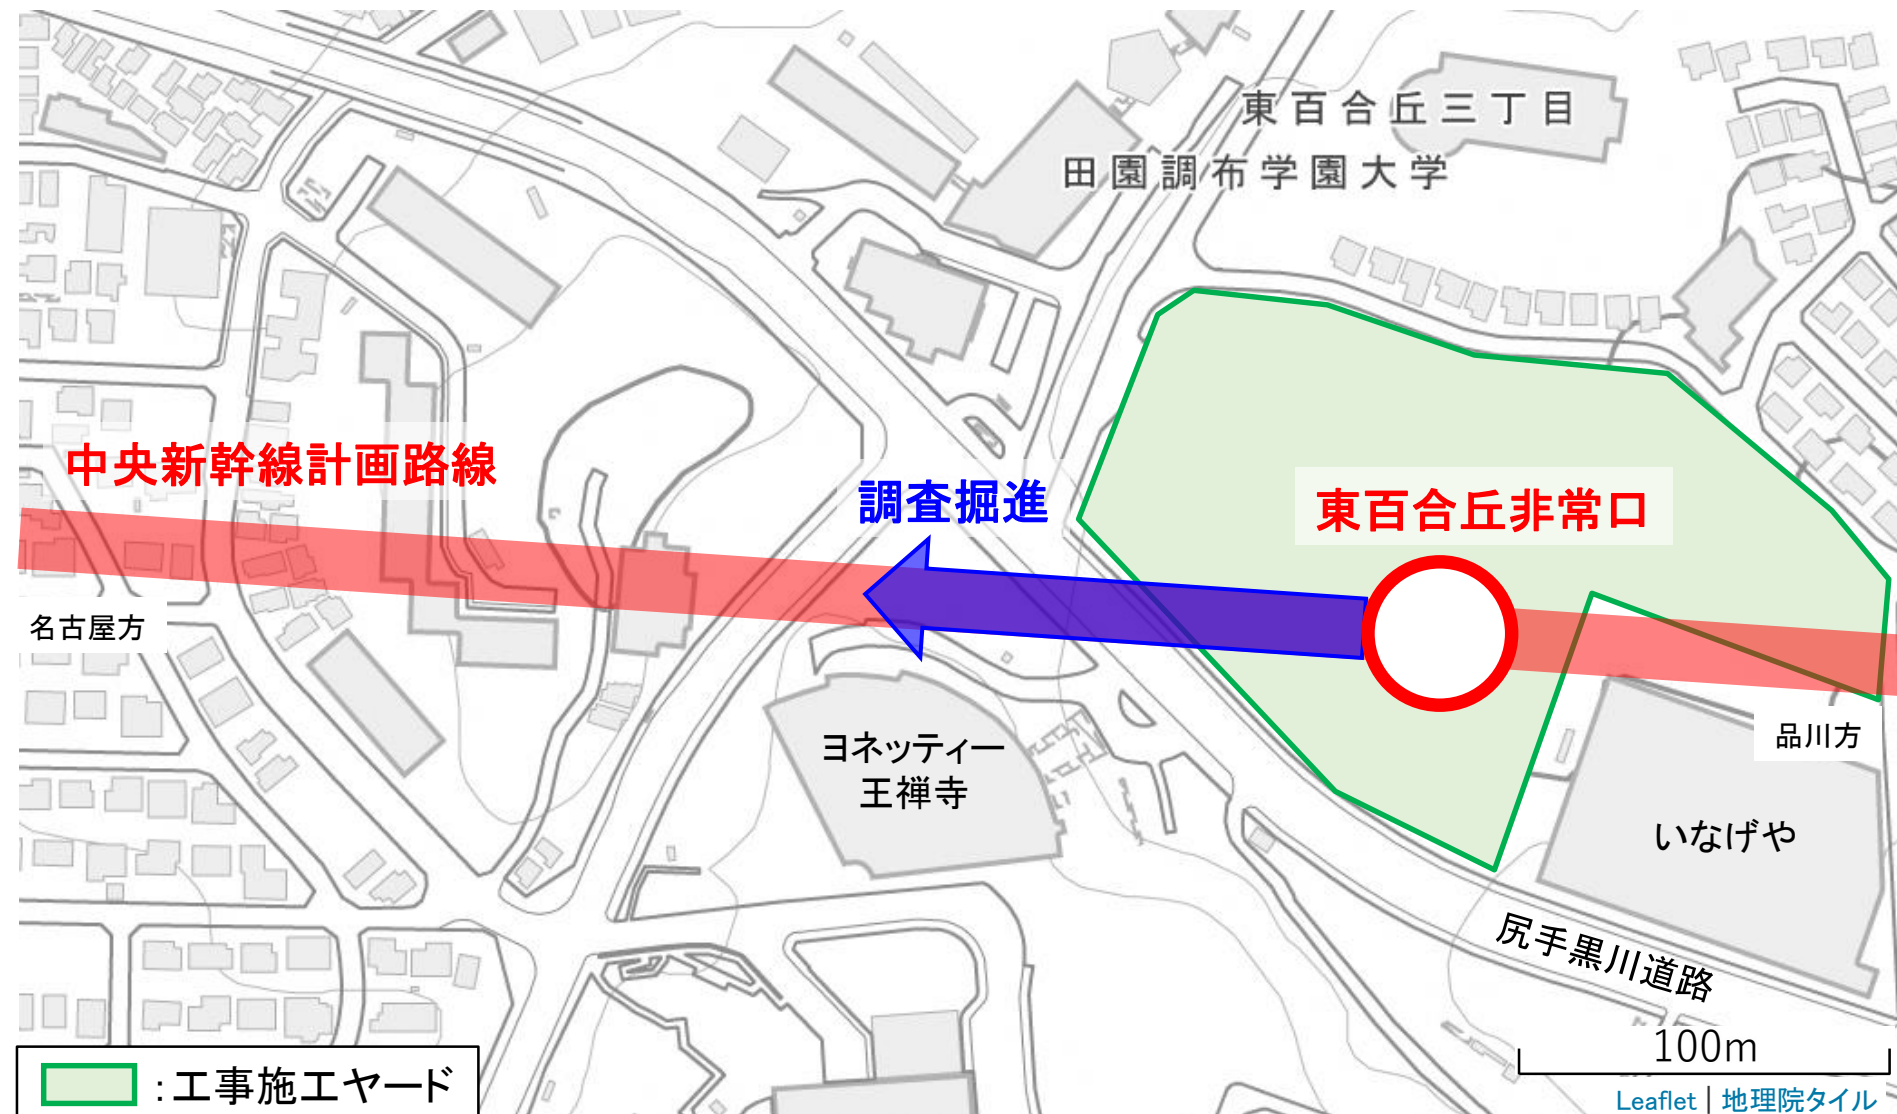 東百合丘三丁目
田園調布学園大学
中央新幹線計画路線
調査掘進
東百合丘非常口
名古屋方
品川方
ヨネッティー
王禅寺
いなげや
尻手黒川道路
100m
:工事施工ヤード
Leaflet | 地理院タイル